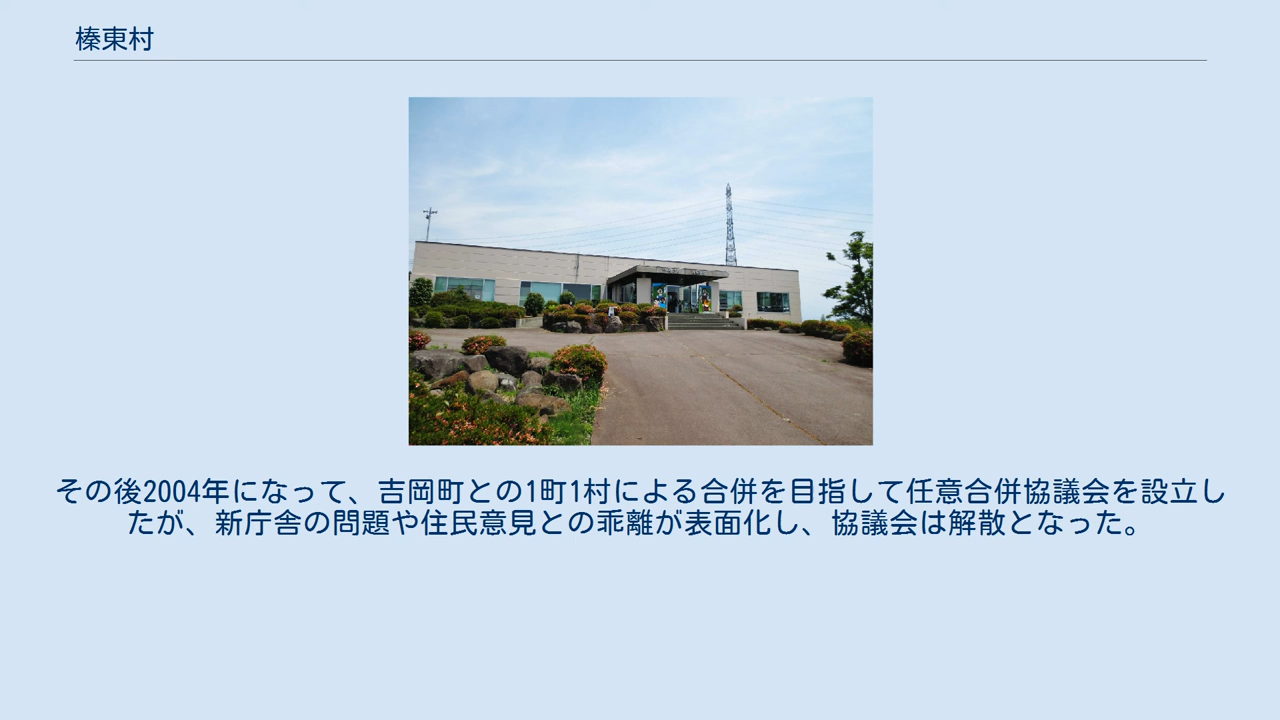 榛東村
その後2004年になって、吉岡町との1町1村による合併を目指して任意合併協議会を設立し
たが、新庁舎の問題や住民意見との乖離が表面化し、協議会は解散となった。